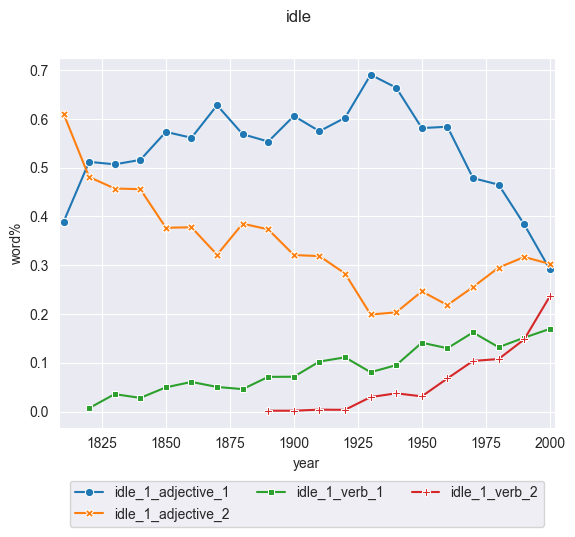 idle
0.7
0.6
0.5
0.4
0.3
0.2
0.1
0.0
word%
1825 1850 1875 1900 1925 1950 1975 2000
year
idle_1_adjective_1 idle_1_verb_1 idle_1_verb_2
idle_1_adjective_2